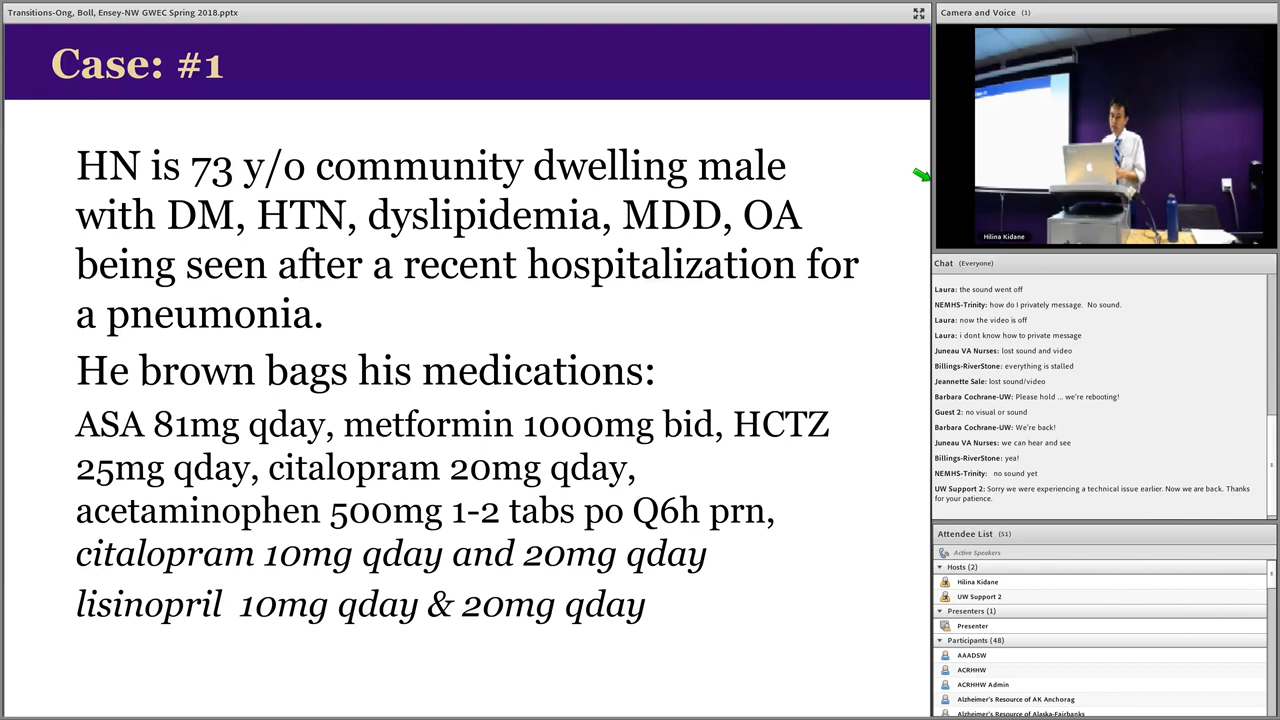 Transitions-Ong, Boll, Ensey-NW GWEC Spring 2018.pptx
Case: #1
HN is 73 y/o community dwelling male
with DM, HTN, dyslipidemia, MDD, OA
being seen after a recent hospitalization for
a pneumonia.
He brown bags his medications:
ASA 81mg qday, metformin 1000mg bid, HCTZ
25mg qday, citalopram 20mg qday,
acetaminophen 500mg 1-2 tabs po Q6h prn,
citalopram 10mg qday and 20mg qday
lisinopril 10mg qday & 20mg qday
Camera and Voice (1)
Hilina Kidane
Chat (Everyone)
Laura: the sound went off
NEMHS-Trinity: how do I privately message. No sound.
Laura: now the video is off
Laura: i dont know how to private message
Juneau VA Nurses: lost sound and video
Billings-RiverStone: everything is stalled
Jeannette Sale: lost sound/video
Barbara Cochrane-UW: Please hold ... we're rebooting!
Guest 2: no visual or sound
Barbara Cochrane-UW: We're back!
Juneau VA Nurses: we can hear and see
Billings-RiverStone: yea!
NEMHS-Trinity: no sound yet
UW Support 2: Sorry we were experiencing a technical issue earlier. Now we are back. Thanks
for your patience.
Attendee List (51)
Active Speakers
Hosts (2)
Hilina Kidane
UW Support 2
Presenters (1)
Presenter
Participants (48)
AAADSW
ACRHHW
ACRHHW Admin
Alzheimer's Resource of AK Anchorag
Alzheimer's Resource of Alaska-Fairbanks